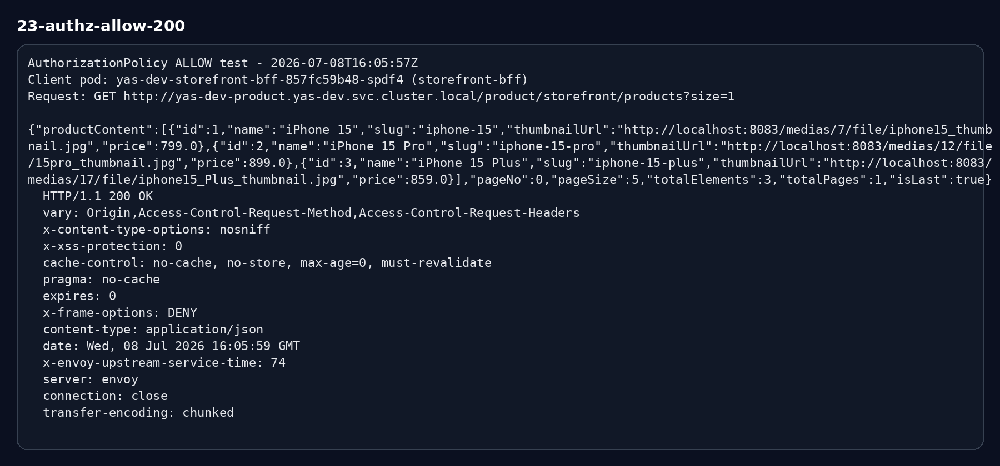 23-authz-allow-200
AuthorizationPolicy ALLOW test - 2026-07-08T16:05:57Z
Client pod: yas-dev-storefront-bff-857fc59b48-spdf4 (storefront-bff)
Request: GET http://yas-dev-product.yas-dev.svc.cluster.local/product/storefront/products?size=1
{"productContent":[{"id":1,"name":"iPhone 15","slug":"iphone-15","thumbnailUrl":"http://localhost:8083/medias/7/file/iphone15_thumb
nail.jpg","price":799.0},{"id":2,"name":"iPhone 15 Pro","slug":"iphone-15-pro","thumbnailUrl":"http://localhost:8083/medias/12/file
/15pro_thumbnail.jpg","price":899.0},{"id":3,"name":"iPhone 15 Plus","slug":"iphone-15-plus","thumbnailUrl":"http://localhost:8083/
medias/17/file/iphone15_Plus_thumbnail.jpg","price":859.0}],"pageNo":0,"pageSize":5,"totalElements":3,"totalPages":1,"isLast":true}
HTTP/1.1 200 OK
vary: Origin,Access-Control-Request-Method,Access-Control-Request-Headers
x-content-type-options: nosniff
x-xss-protection: 0
cache-control: no-cache, no-store, max-age=0, must-revalidate
pragma: no-cache
expires: 0
x-frame-options: DENY
content-type: application/json
date: Wed, 08 Jul 2026 16:05:59 GMT
x-envoy-upstream-service-time: 74
server: envoy
connection: close
transfer-encoding: chunked